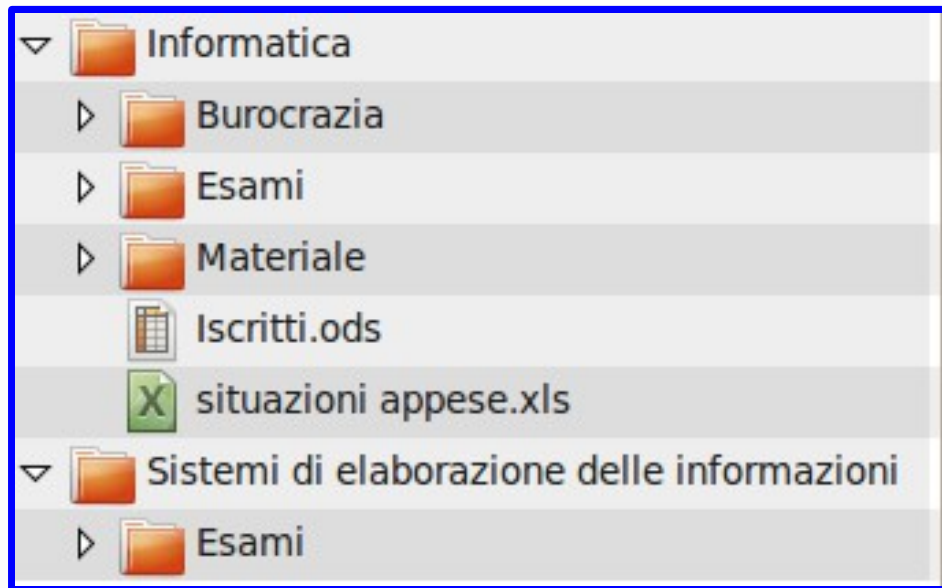 Informatica
Burocrazia
Esami
Materiale
Iscritti.ods
situazioni appese.xls
Sistemi di elaborazione delle informazioni
Esami